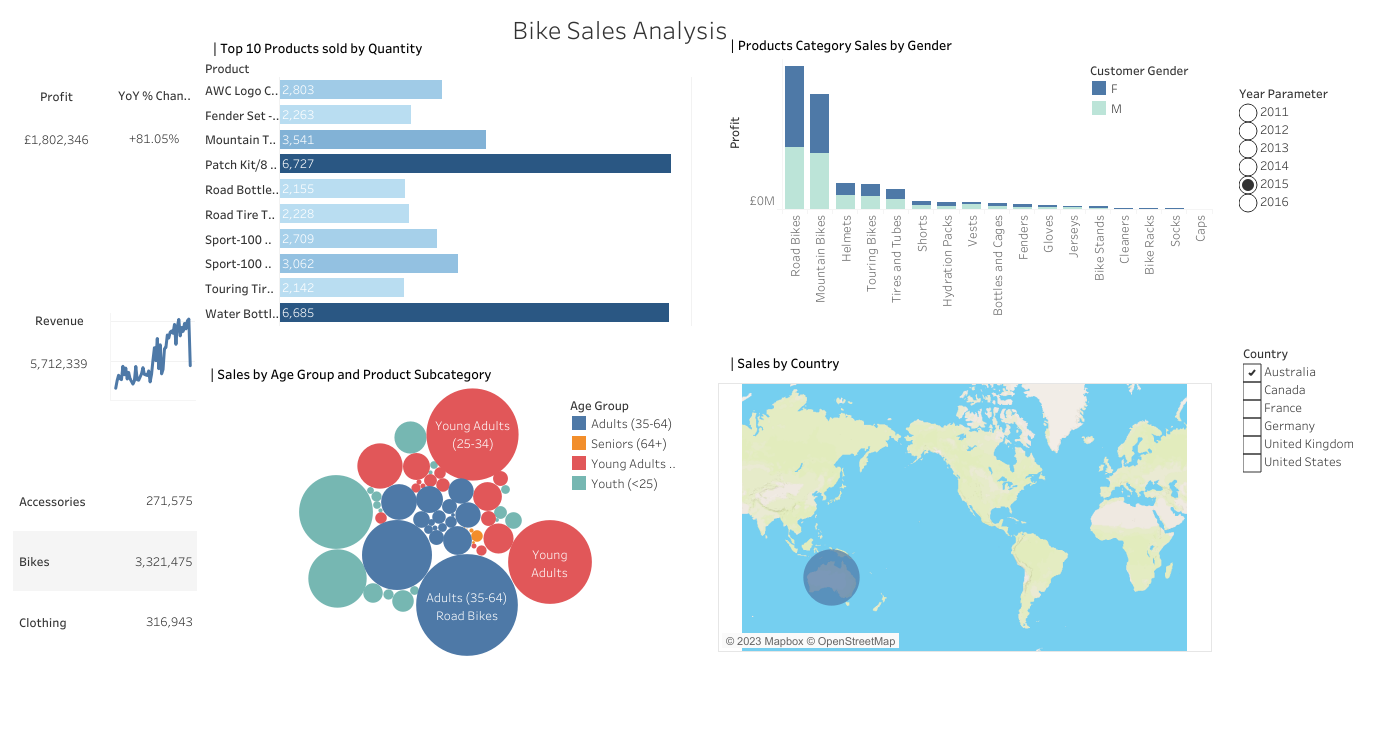 Bike Sales Analysis
| Top 10 Products sold by Quantity
Product
AWC Logo C.. 2,803
Fender Set -.. 2,263
Mountain T.. 3,541
Patch Kit/8 .. 6,727
Road Bottle.. 2,155
Road Tire T.. 2,228
Sport-100 .. 2,709
Sport-100 .. 3,062
Touring Tir.. 2,142
Water Bottl.. 6,685
Profit
YoY % Chan..
£1,802,346
+81.05%
Revenue
5,712,339
Accessories 271,575
Bikes 3,321,475
Clothing 316,943
| Products Category Sales by Gender
Customer Gender
F
M
Profit
£0M
Road Bikes
Mountain Bikes
Helmets
Touring Bikes
Tires and Tubes
Shorts
Hydration Packs
Vests
Bottles and Cages
Fenders
Gloves
Jerseys
Bike Stands
Cleaners
Bike Racks
Socks
Caps
Year Parameter
2011
2012
2013
2014
2015
2016
| Sales by Age Group and Product Subcategory
Age Group
Adults (35-64)
Seniors (64+)
Young Adults ..
Youth (<25)
Young Adults
(25-34)
Young
Adults
Adults (35-64)
Road Bikes
| Sales by Country
© 2023 Mapbox © OpenStreetMap
Country
Australia
Canada
France
Germany
United Kingdom
United States